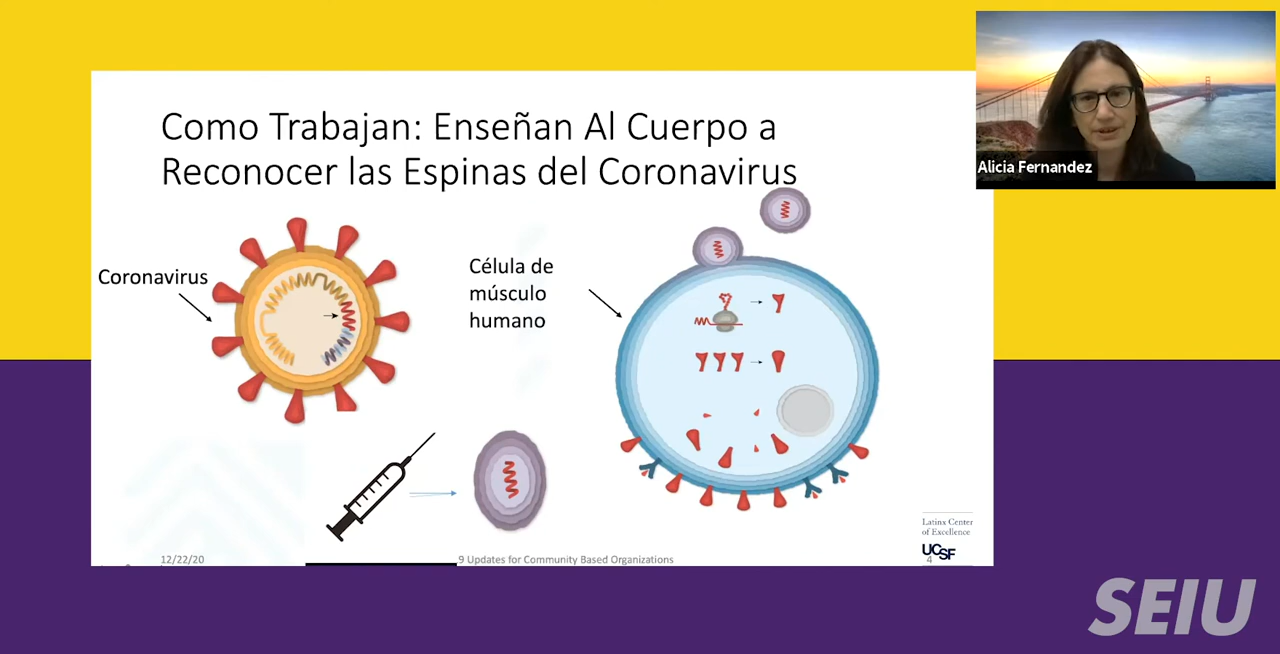 Como Trabajan: Enseñan Al Cuerpo a
Reconocer las Espinas del Coronavirus
Alicia Fernandez
Coronavirus
Célula de
músculo
humano
12/22/20
9 Updates for Community Based Organizations
Latinx Center
of Excellence
UCSF
4
SEIU